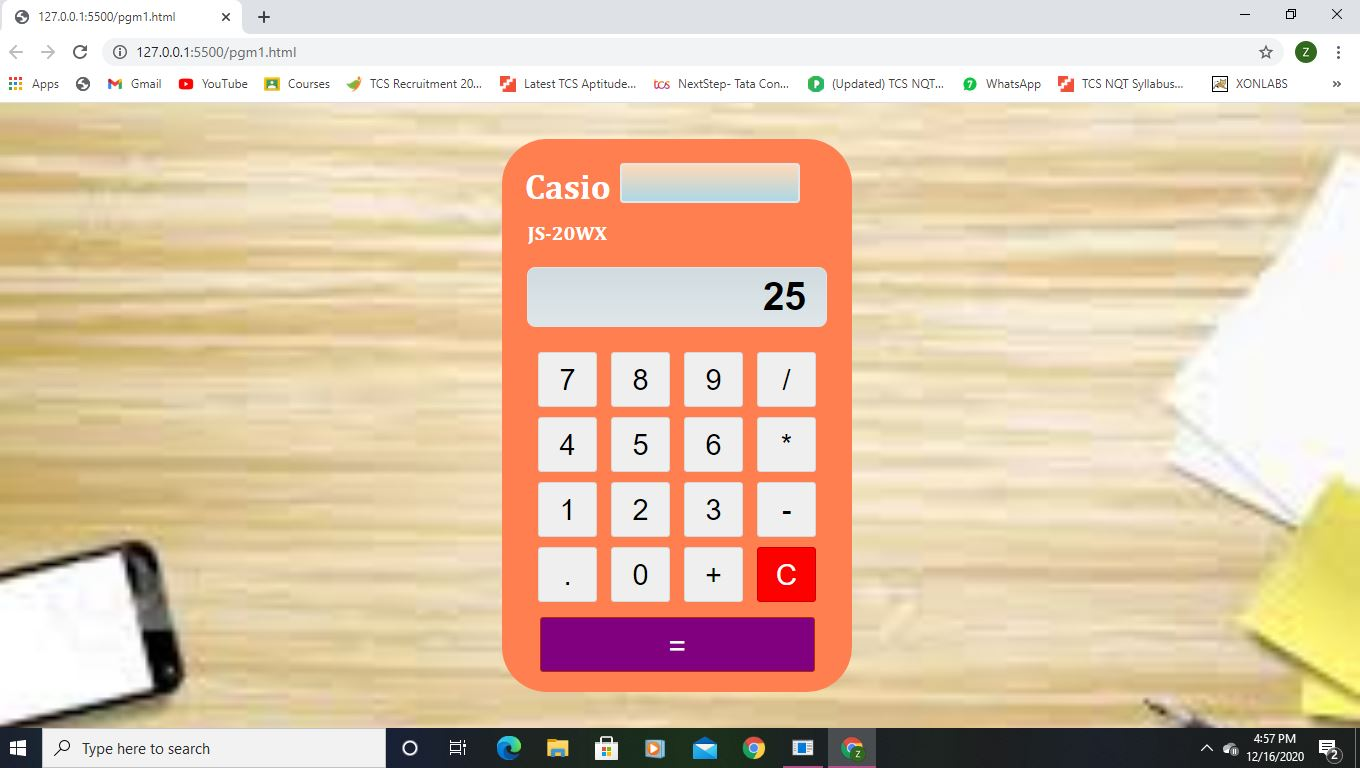 127.0.0.1:5500/pgm1.html
127.0.0.1:5500/pgm1.html
Z
Apps Gmail YouTube Courses TCS Recruitment 20... Latest TCS Aptitude... tcs NextStep- Tata Con... (Updated) TCS NQT... 7 WhatsApp TCS NQT Syllabus... XONLABS »
Casio
JS-20WX
25
7 8 9 /
4 5 6 *
1 2 3 -
. 0 + C
=
Type here to search
Z
4:57 PM
12/16/2020
2